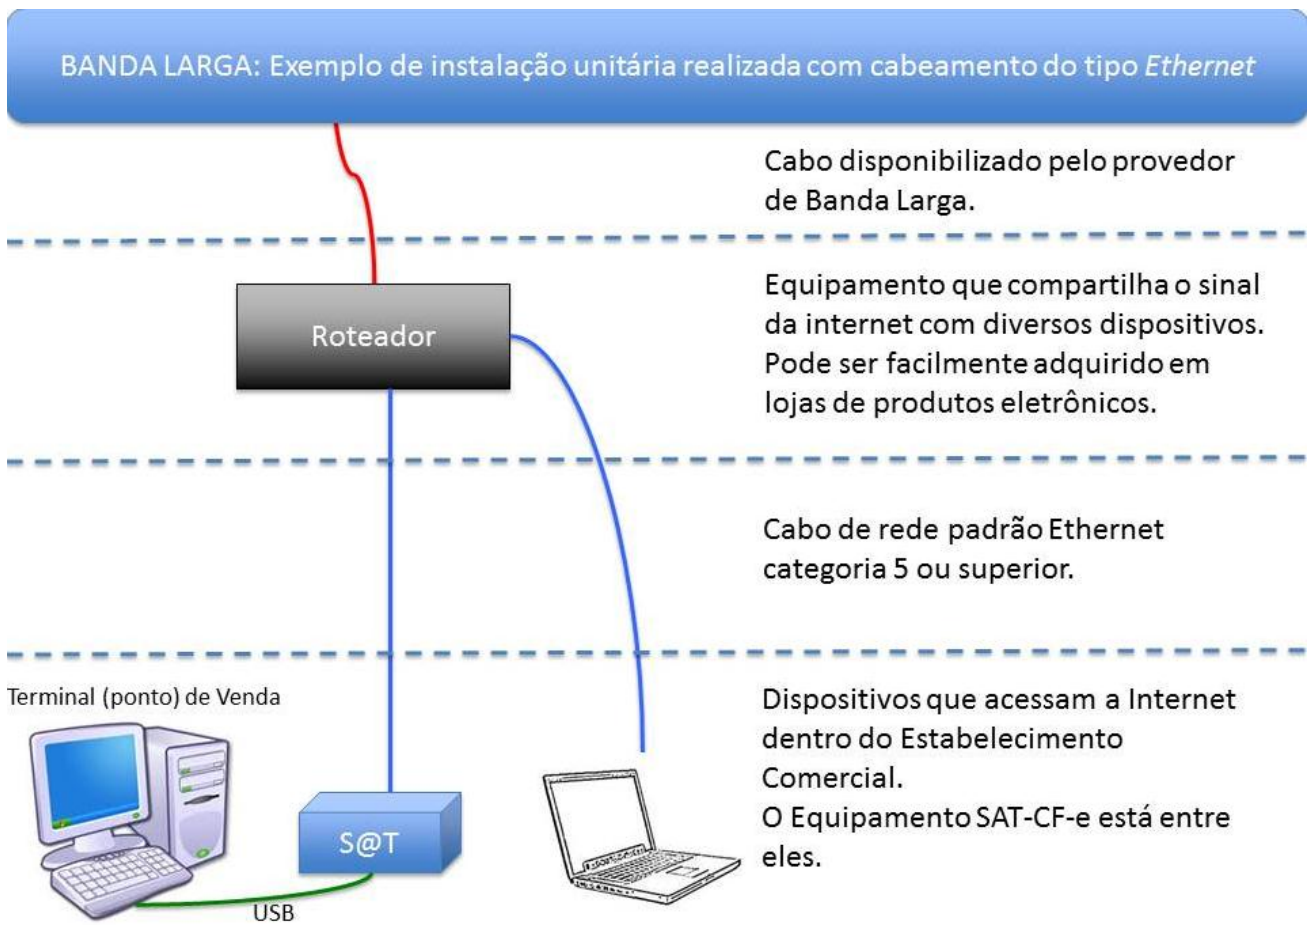 BANDA LARGA: Exemplo de instalação unitária realizada com cabeamento do tipo Ethernet
Cabo disponibilizado pelo provedor
de Banda Larga.
Roteador
Equipamento que compartilha o sinal
da internet com diversos dispositivos.
Pode ser facilmente adquirido em
lojas de produtos eletrônicos.
Cabo de rede padrão Ethernet
categoria 5 ou superior.
Terminal (ponto) de Venda
S@T
USB
Dispositivos que acessam a Internet
dentro do Estabelecimento
Comercial.
O Equipamento SAT-CF-e está entre
eles.